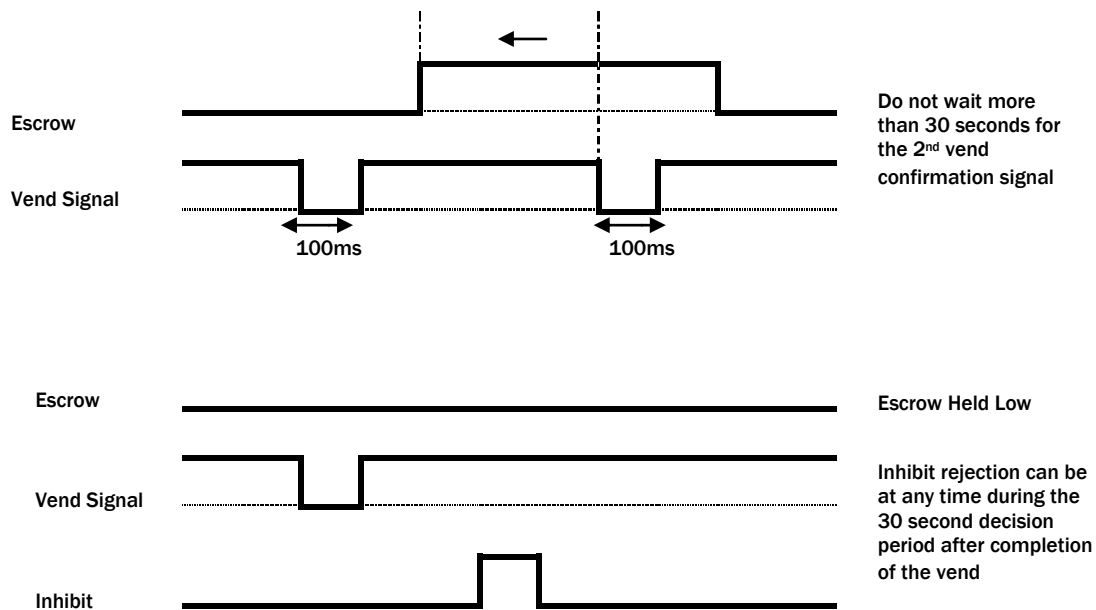 Escrow
Vend Signal
100ms
100ms
Do not wait more
than 30 seconds for
the 2nd vend
confirmation signal
Escrow
Vend Signal
Inhibit
Escrow Held Low
Inhibit rejection can be
at any time during the
30 second decision
period after completion
of the vend